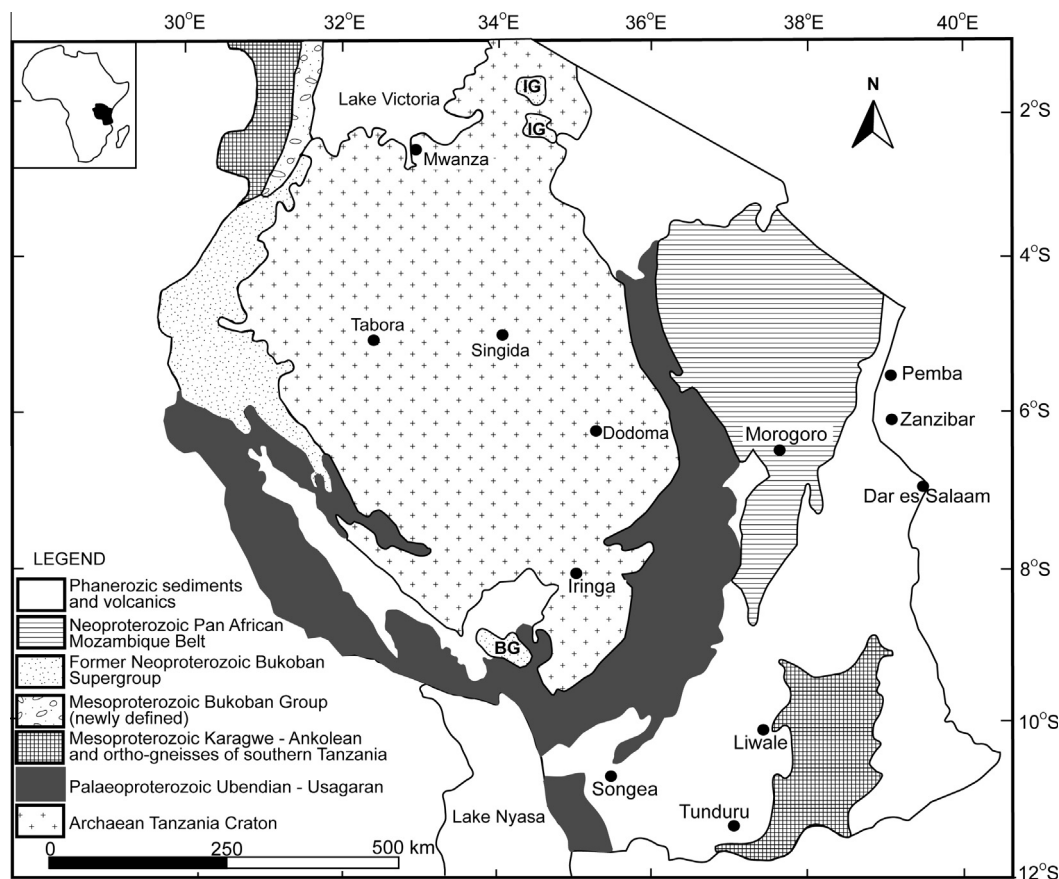 30°E 32°E 34°E 36°E 38°E 40°E
N
IG
Lake Victoria
2°S
IG
Mwanza
4°S
Tabora
Singida
Pemba
6°S
Zanzibar
Dodoma
Morogoro
Dar es Salaam
LEGEND
Phanerozic sediments
and volcanics
Neoproterozoic Pan African
Mozambique Belt
Former Neoproterozoic Bukoban
Supergroup
Mesoproterozoic Bukoban Group
(newly defined)
Mesoproterozoic Karagwe - Ankolean
and ortho-gneisses of southern Tanzania
Palaeoproterozoic Ubendian - Usagaran
Archaean Tanzania Craton
0 250 500 km
8°S
Iringa
BG
10°S
Liwale
Songea
Lake Nyasa
Tunduru
12°S